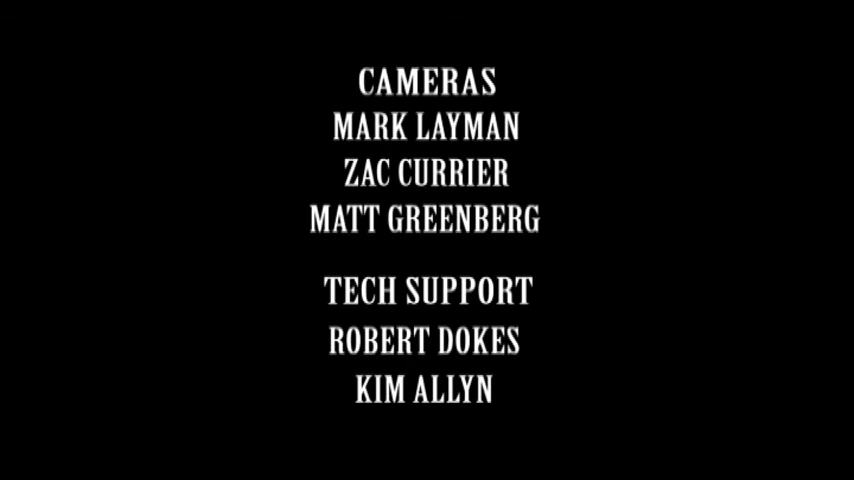 CAMERAS
MARK LAYMAN
ZAC CURRIER
MATT GREENBERG
TECH SUPPORT
ROBERT DOKES
KIM ALLYN